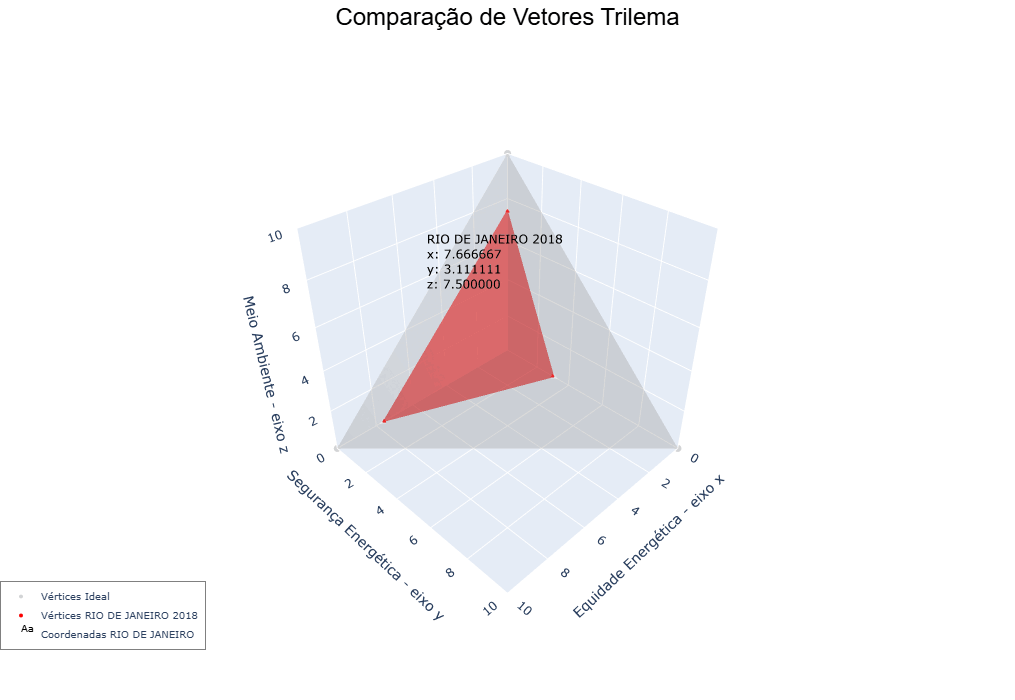 Comparação de Vetores Trilema
RIO DE JANEIRO 2018
x: 7.666667
y: 3.111111
z: 7.500000
10
8
6
4
2
Meio Ambiente - eixo z
0
2
4
6
8
10
Segurança Energética - eixo y
0
2
4
6
8
10
Equidade Energética - eixo x
Vértices Ideal
Vértices RIO DE JANEIRO 2018
Aa Coordenadas RIO DE JANEIRO